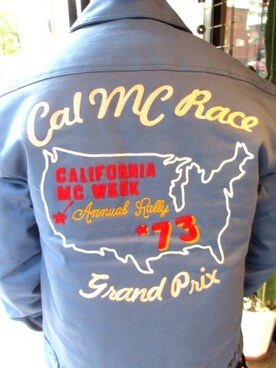 Cal MC Race
CALIFORNIA
MC WEEK
Annual Rally
73
Grand Prix